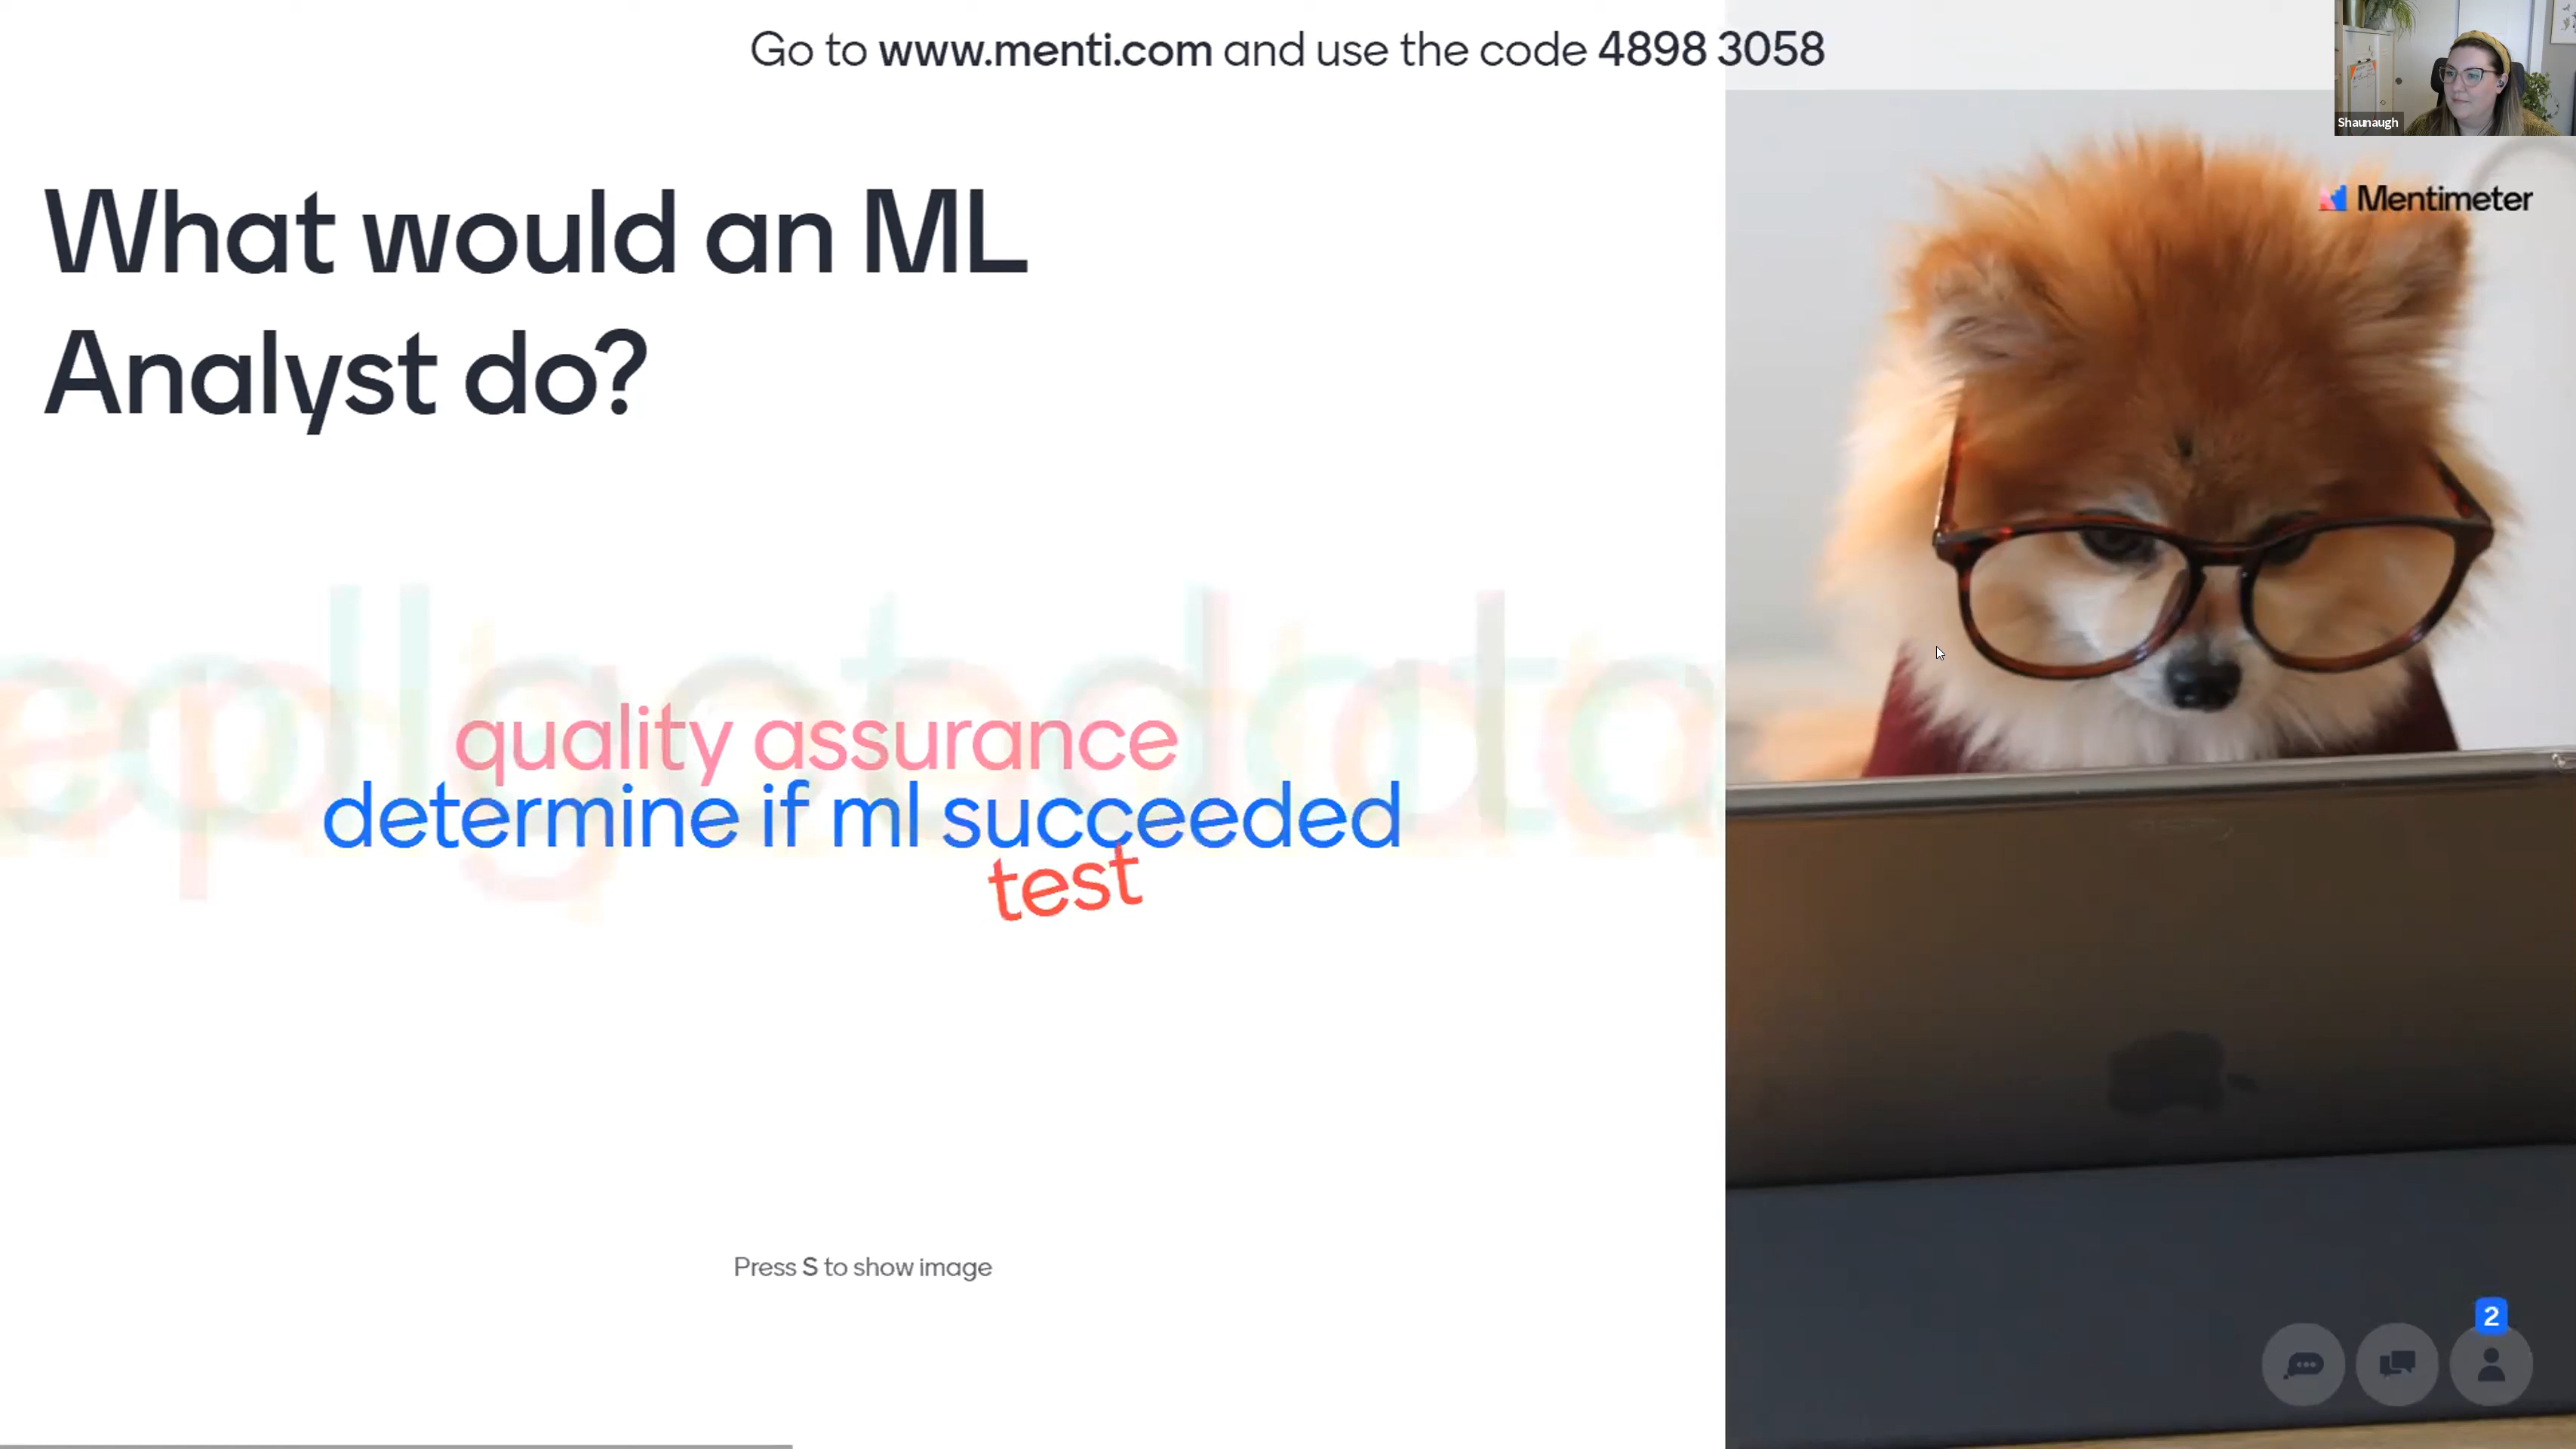 Go to www.menti.com and use the code 4898 3058
Shaunaugh
Mentimeter
What would an ML
Analyst do?
quality assurance
determine if ml succeeded
test
Press S to show image
2